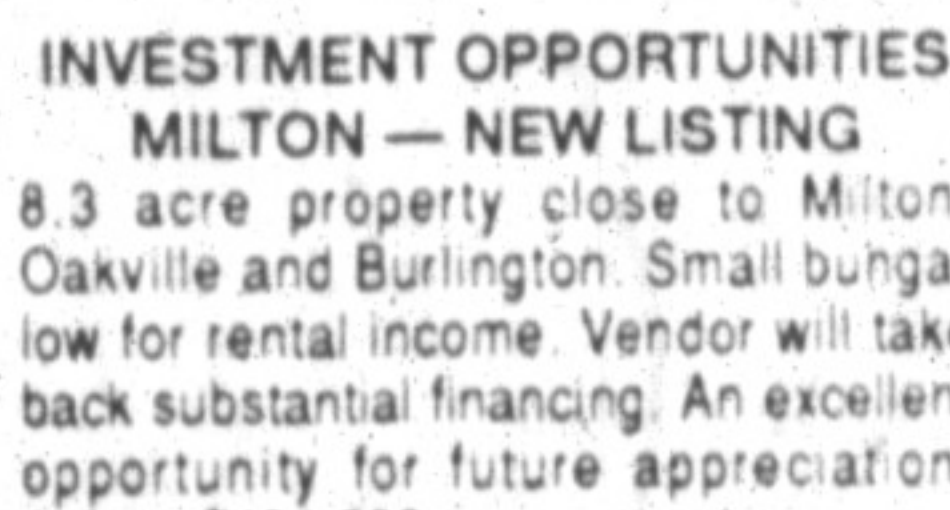 INVESTMENT OPPORTUNITIES
MILTON — NEW LISTING
8.3 acre property close to Milton
Oakville and Burlington. Small bunga
low for rental income. Vendor will take
back substantial financing. An excellen
opportunity for future appreciation